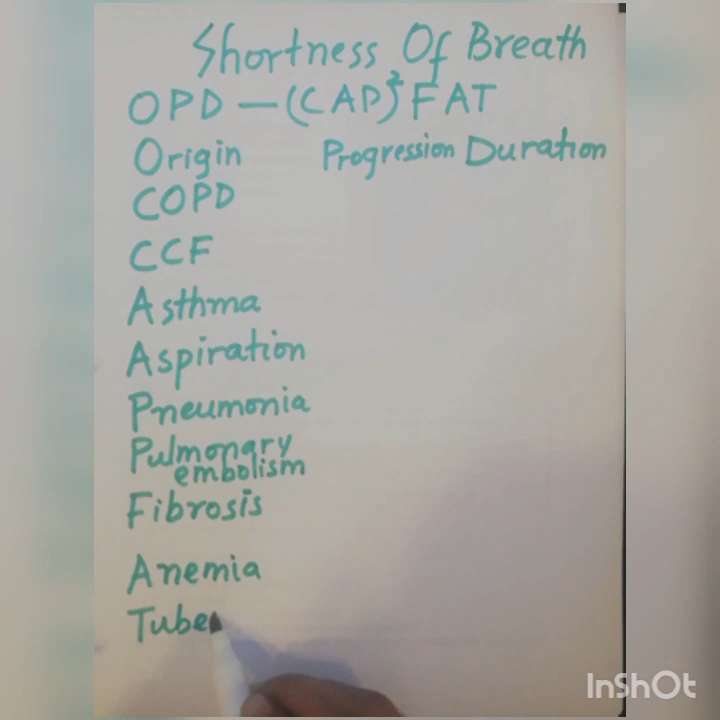 Shortness Of Breath
OPD — (CAP)² FAT
Origin Progression Duration
COPD
CCF
Asthma
Aspiration
Pneumonia
Pulmonary
embolism
Fibrosis
Anemia
Tube
InShOt